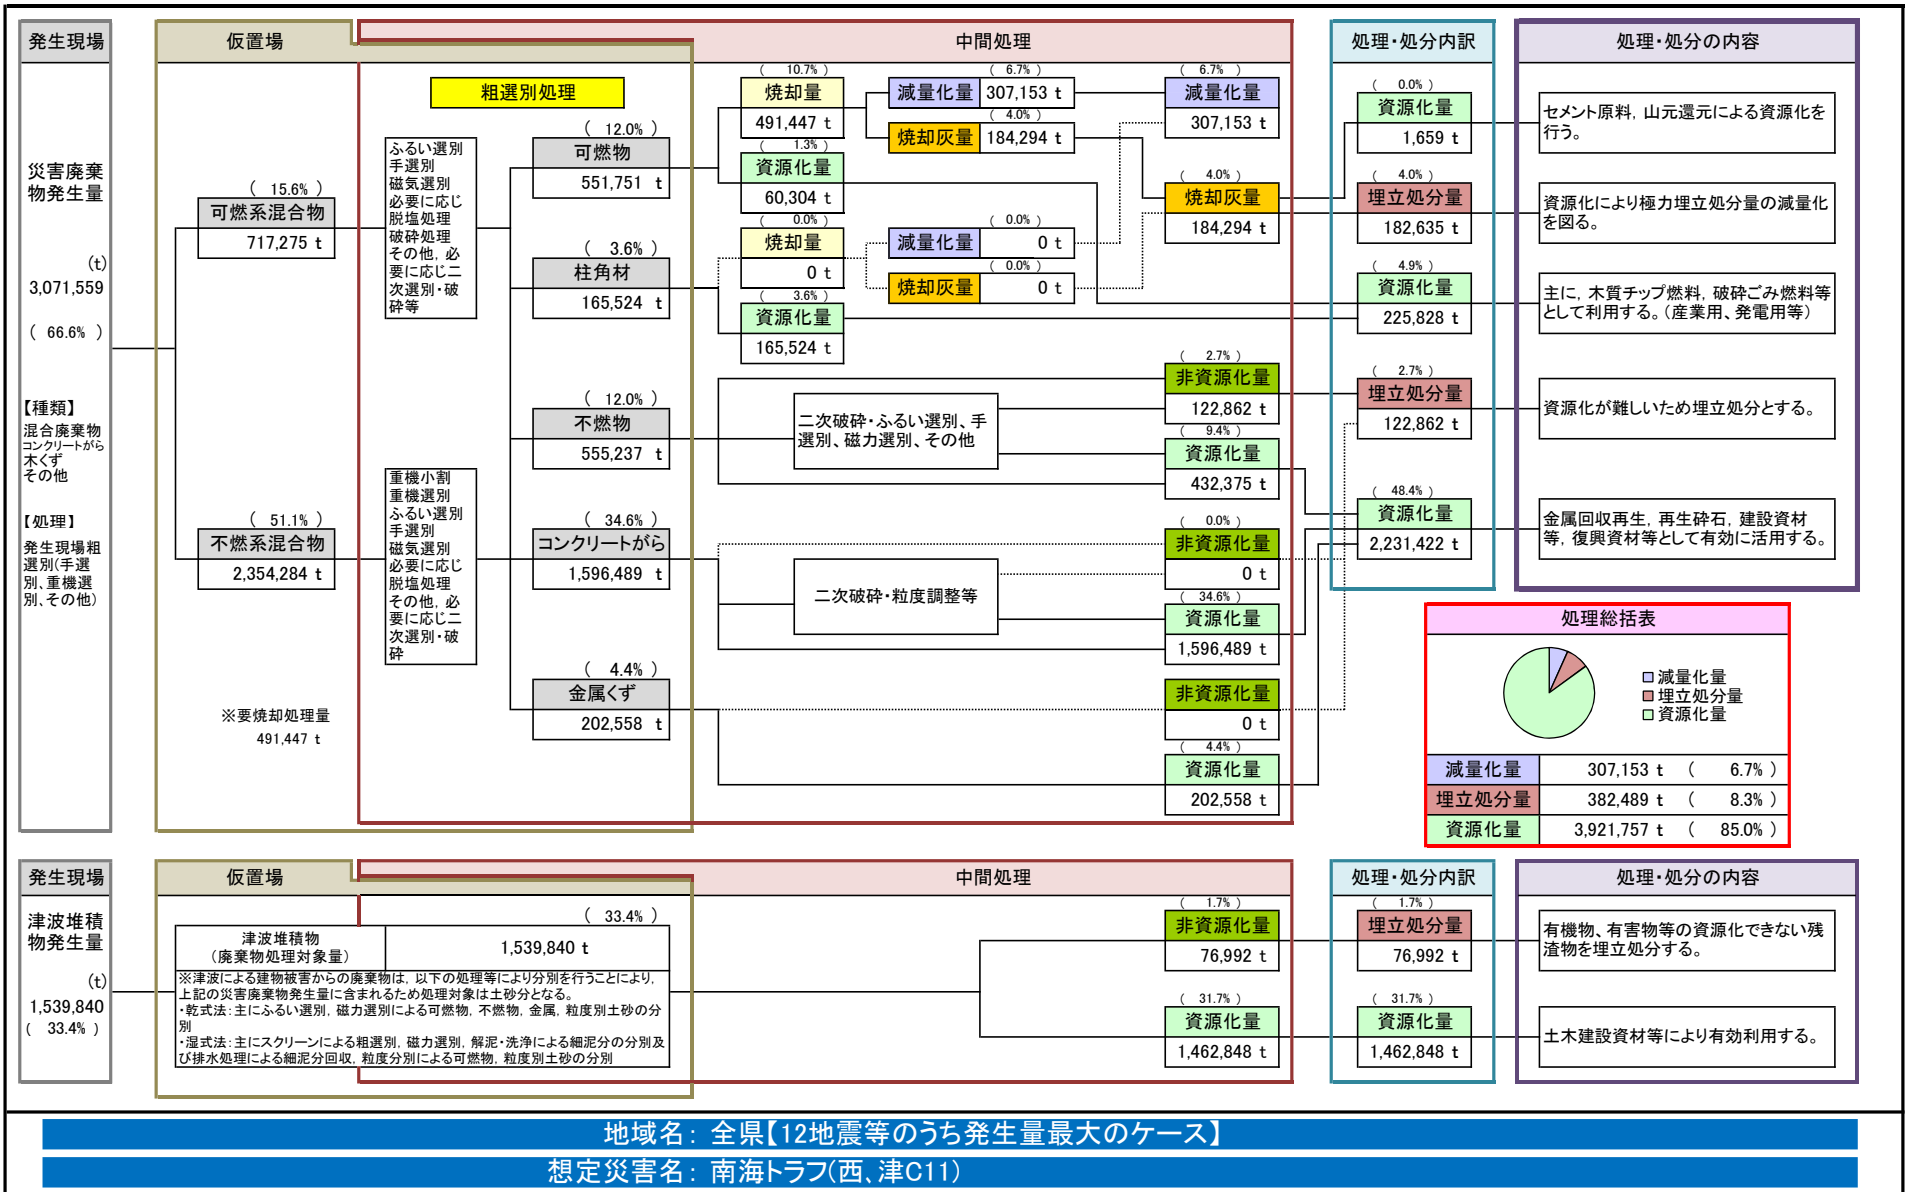 発生現場
仮置場
中間処理
処理・処分内訳
処理・処分の内容
災害廃棄
物発生量
(t)
3,071,559
( 66.6% )
【種類】
混合廃棄物
コンクリートがら
木くず
その他
【処理】
発生現場粗
選別(手選
別、重機選
別、その他)
( 15.6% )
可燃系混合物
717,275 t
( 51.1% )
不燃系混合物
2,354,284 t
※要焼却処理量
491,447 t
粗選別処理
ふるい選別
手選別
磁気選別
必要に応じ
脱塩処理
破砕処理
その他, 必
要に応じ二
次選別・破
砕等
重機小割
重機選別
ふるい選別
手選別
磁気選別
必要に応じ
脱塩処理
その他, 必
要に応じ二
次選別・破
砕
( 12.0% )
可燃物
551,751 t
( 3.6% )
柱角材
165,524 t
( 12.0% )
不燃物
555,237 t
( 34.6% )
コンクリートがら
1,596,489 t
( 4.4% )
金属くず
202,558 t
( 10.7% )
焼却量
491,447 t
( 1.3% )
資源化量
60,304 t
( 0.0% )
焼却量
0 t
( 3.6% )
資源化量
165,524 t
( 6.7% )
減量化量 307,153 t
( 4.0% )
焼却灰量 184,294 t
( 0.0% )
減量化量 0 t
( 0.0% )
焼却灰量 0 t
二次破砕・ふるい選別、手
選別、磁力選別、その他
二次破砕・粒度調整等
( 6.7% )
減量化量
307,153 t
( 4.0% )
焼却灰量
184,294 t
( 2.7% )
非資源化量
122,862 t
( 9.4% )
資源化量
432,375 t
( 0.0% )
非資源化量
0 t
( 34.6% )
資源化量
1,596,489 t
非資源化量
0 t
( 4.4% )
資源化量
202,558 t
( 0.0% )
資源化量
1,659 t
( 4.0% )
埋立処分量
182,635 t
( 4.9% )
資源化量
225,828 t
( 2.7% )
埋立処分量
122,862 t
( 48.4% )
資源化量
2,231,422 t
セメント原料, 山元還元による資源化を
行う。
資源化により極力埋立処分量の減量化
を図る。
主に, 木質チップ燃料, 破砕ごみ燃料等
として利用する。(産業用、発電用等)
資源化が難しいため埋立処分とする。
金属回収再生, 再生砕石, 建設資材
等, 復興資材等として有効に活用する。
処理総括表
減量化量
埋立処分量
資源化量
減量化量 307,153 t ( 6.7% )
埋立処分量 382,489 t ( 8.3% )
資源化量 3,921,757 t ( 85.0% )
発生現場
仮置場
中間処理
処理・処分内訳
処理・処分の内容
津波堆積
物発生量
(t)
1,539,840
( 33.4% )
( 33.4% )
津波堆積物
(廃棄物処理対象量)
1,539,840 t
※津波による建物被害からの廃棄物は, 以下の処理等により分別を行うことにより,
上記の災害廃棄物発生量に含まれるため処理対象は土砂分となる。
・乾式法：主にふるい選別, 磁力選別による可燃物, 不燃物, 金属, 粒度別土砂の分
別
・湿式法：主にスクリーンによる粗選別, 磁力選別, 解泥・洗浄による細泥分の分別及
び排水処理による細泥分回収, 粒度分別による可燃物, 粒度別土砂の分別
( 1.7% )
非資源化量
76,992 t
( 31.7% )
資源化量
1,462,848 t
( 1.7% )
埋立処分量
76,992 t
( 31.7% )
資源化量
1,462,848 t
有機物、有害物等の資源化できない残
渣物を埋立処分する。
土木建設資材等により有効利用する。
地域名： 全県【12地震等のうち発生量最大のケース】
想定災害名： 南海トラフ(西、津C11)